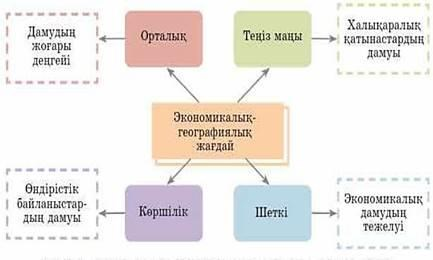 Дамудың
жоғары
деңгейі
Орталық
Теңіз маңы
Халықаралық
қатынастардың
дамуы
Экономикалық-
географиялық
жағдай
Өндірістік
байланыстар-
дың дамуы
Көршілік
Шеткі
Экономикалық
дамудың
тежелуі